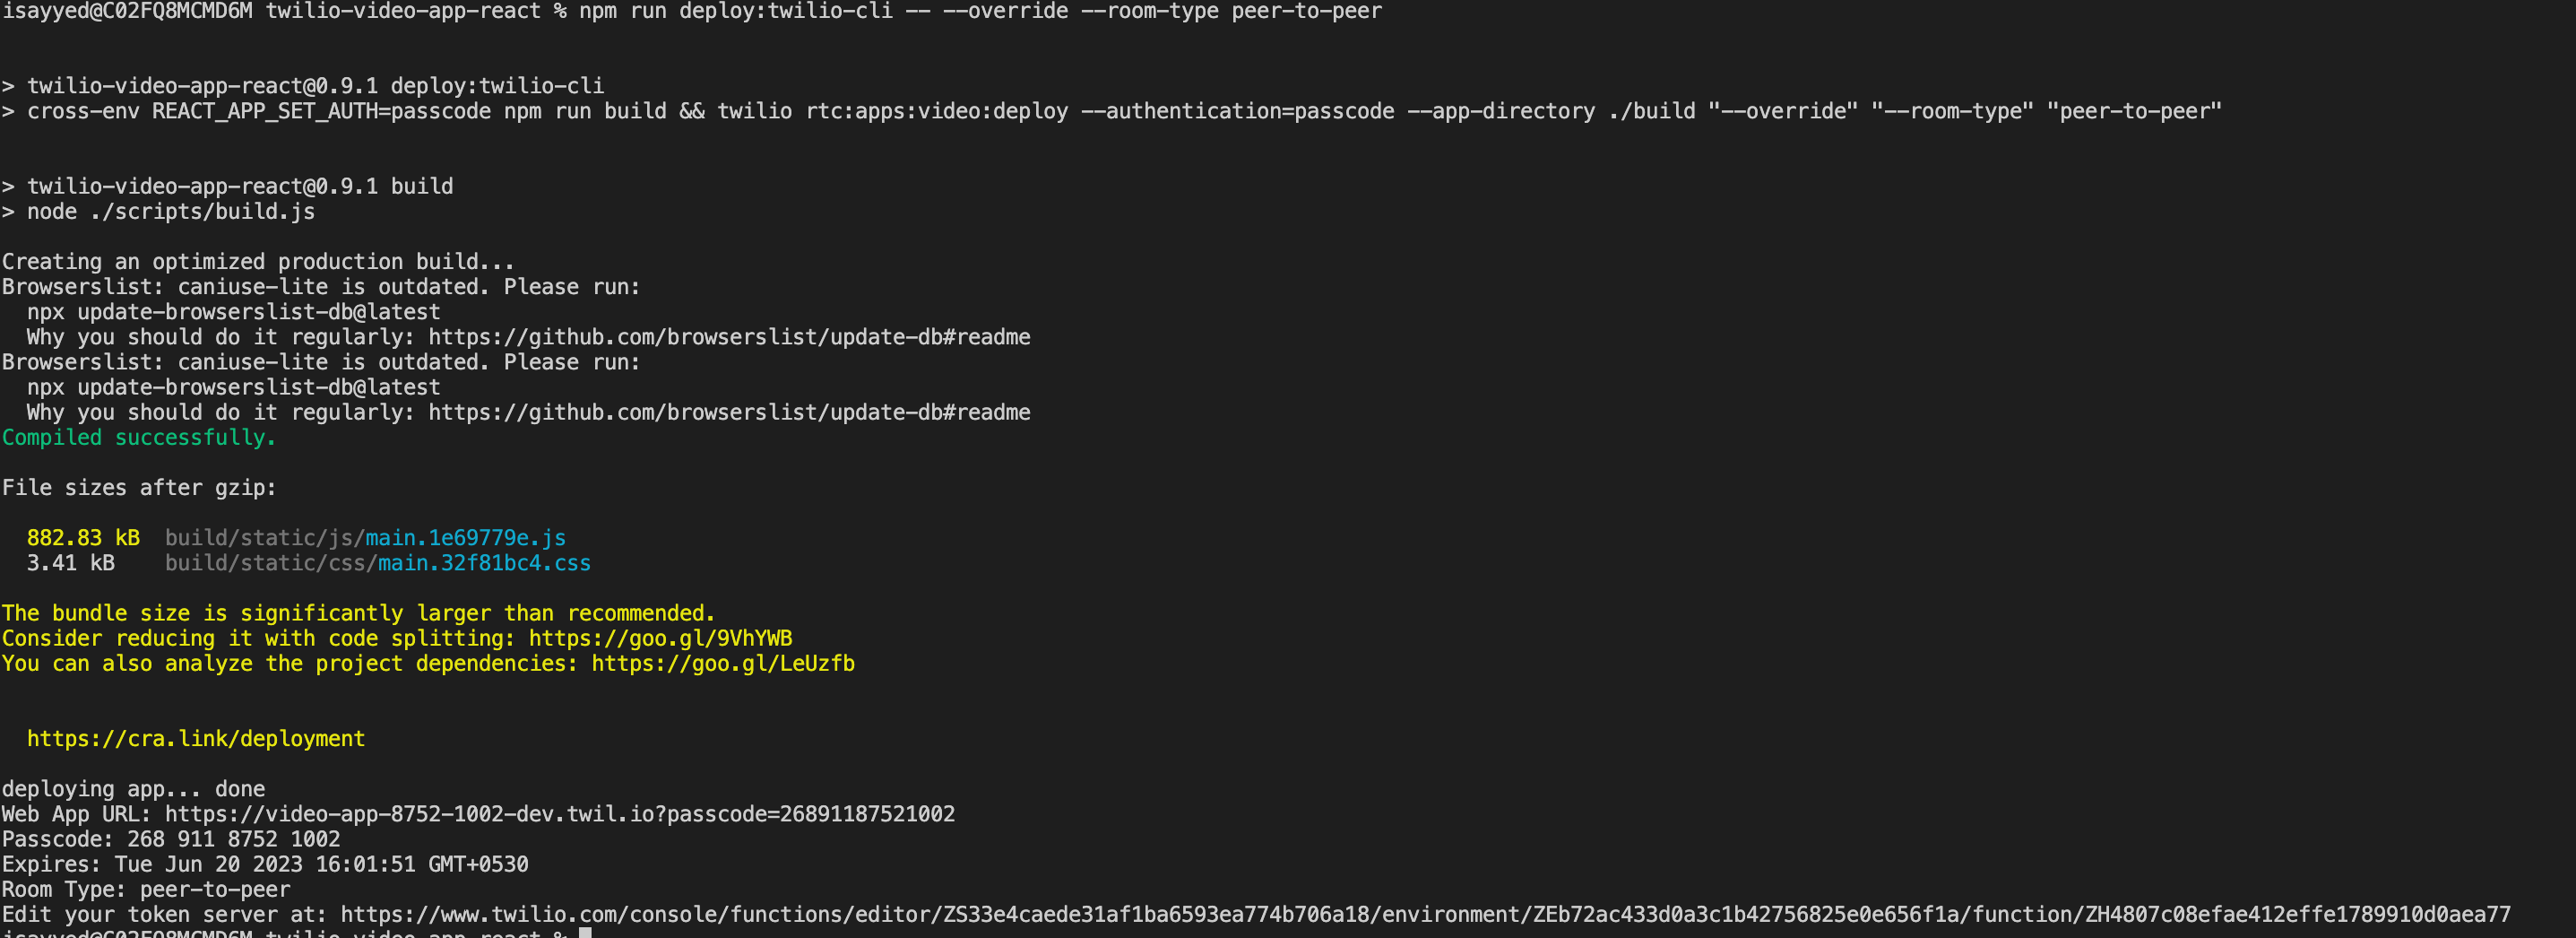 isayyed@C02FQ8MCMD6M twilio-video-app-react % npm run deploy:twilio-cli -- --override --room-type peer-to-peer
> twilio-video-app-react@0.9.1 deploy:twilio-cli
> cross-env REACT_APP_SET_AUTH=passcode npm run build && twilio rtc:apps:video:deploy --authentication=passcode --app-directory ./build "--override" "--room-type" "peer-to-peer"
> twilio-video-app-react@0.9.1 build
> node ./scripts/build.js
Creating an optimized production build...
Browserslist: caniuse-lite is outdated. Please run:
npx update-browserslist-db@latest
Why you should do it regularly: https://github.com/browserslist/update-db#readme
Browserslist: caniuse-lite is outdated. Please run:
npx update-browserslist-db@latest
Why you should do it regularly: https://github.com/browserslist/update-db#readme
Compiled successfully.
File sizes after gzip:
882.83 kB build/static/js/main.1e69779e.js
3.41 kB build/static/css/main.32f81bc4.css
The bundle size is significantly larger than recommended.
Consider reducing it with code splitting: https://goo.gl/9VhYWB
You can also analyze the project dependencies: https://goo.gl/LeUzfb
https://cra.link/deployment
deploying app... done
Web App URL: https://video-app-8752-1002-dev.twil.io?passcode=26891187521002
Passcode: 268 911 8752 1002
Expires: Tue Jun 20 2023 16:01:51 GMT+0530
Room Type: peer-to-peer
Edit your token server at: https://www.twilio.com/console/functions/editor/ZS33e4caede31af1ba6593ea774b706a18/environment/ZEb72ac433d0a3c1b42756825e0e656f1a/function/ZH4807c08efae412effe1789910d0aea77
isayyed@C02FQ8MCMD6M twilio-video-app-react %